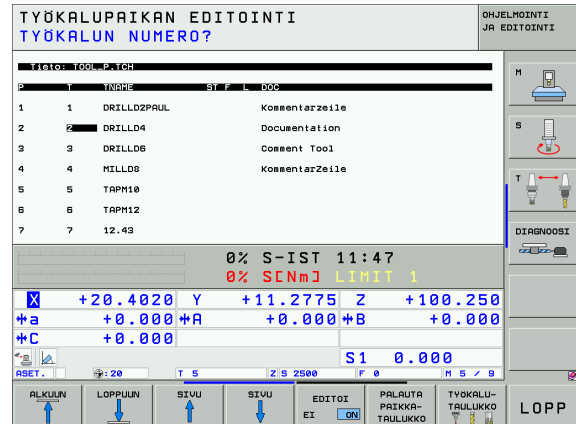 TYÖKALUPAIKAN EDITOINTI
TYÖKALUN NUMERO?
OHJELMOINTI
JA EDITOINTI
Tieto: TOOL_P.TCH
P T TNAME ST F L DOC
1 1 DRILLD2PAUL Kommentarzeile
2 2 DRILLD4 Documentation
3 3 DRILLD6 Comment Tool
4 4 MILLD8 KommentarZeile
5 5 TAPM10
6 6 TAPM12
7 7 12.43
M
S
T
DIAGNOOSI
0% S-IST 11:47
0% S[Nm] LIMIT 1
X +20.4020 Y +11.2775 Z +100.250
a +0.000 A +0.000 B +0.000
C +0.000
S1 0.000
ASET. :20 T 5 Z S 2500 F 0 M 5 / 9
ALKUUN
LOPPUUN
SIVU
SIVU
EDITOI
EI ON
PALAUTA
PAIKKA-
TAULUKKO
TYOKALU-
TAULUKKO
LOPP